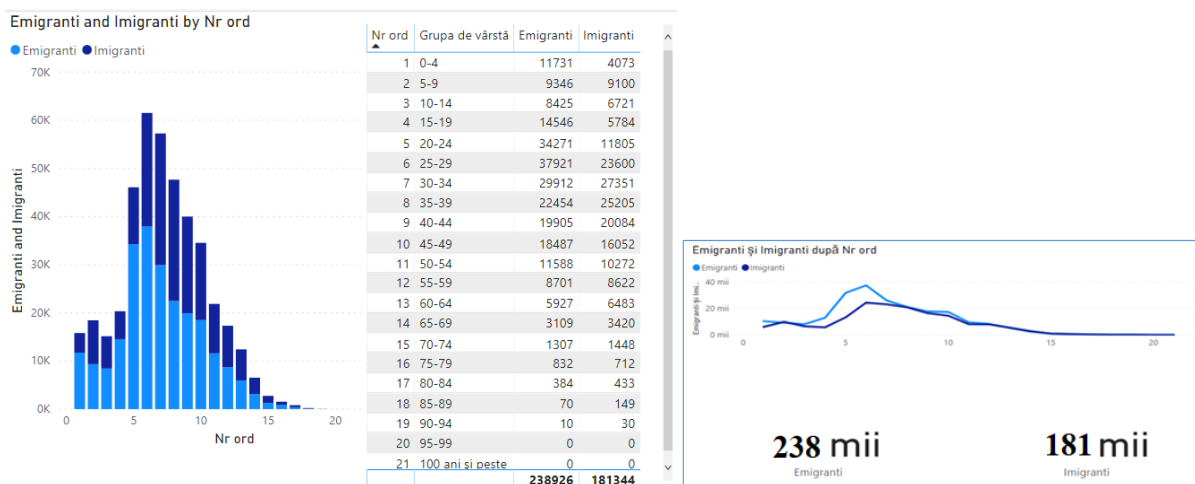 Emigranti and Imigranti by Nr ord
Emigranti Imigranti
70K
60K
50K
40K
30K
20K
10K
0K
Emigranti and Imigranti
0 5 10 15 20
Nr ord
Nr ord Grupa de vârstă Emigranti Imigranti
1 0-4 11731 4073
2 5-9 9346 9100
3 10-14 8425 6721
4 15-19 14546 5784
5 20-24 34271 11805
6 25-29 37921 23600
7 30-34 29912 27351
8 35-39 22454 25205
9 40-44 19905 20084
10 45-49 18487 16052
11 50-54 11588 10272
12 55-59 8701 8622
13 60-64 5927 6483
14 65-69 3109 3420
15 70-74 1307 1448
16 75-79 832 712
17 80-84 384 433
18 85-89 70 149
19 90-94 10 30
20 95-99 0 0
21 100 ani și peste 0 0
238926 181344
Emigranti Și Imigranti după Nr ord
Emigranti Imigranti
40 mii
20 mii
0 mii
Emigranti Și Imi...
0 5 10 15 20
238 mii
Emigranti
181 mii
Imigranti